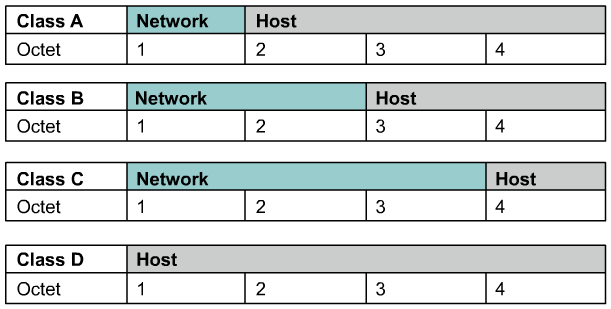 Class A Network Host
Octet 1 2 3 4
Class B Network Host
Octet 1 2 3 4
Class C Network Host
Octet 1 2 3 4
Class D Host
Octet 1 2 3 4